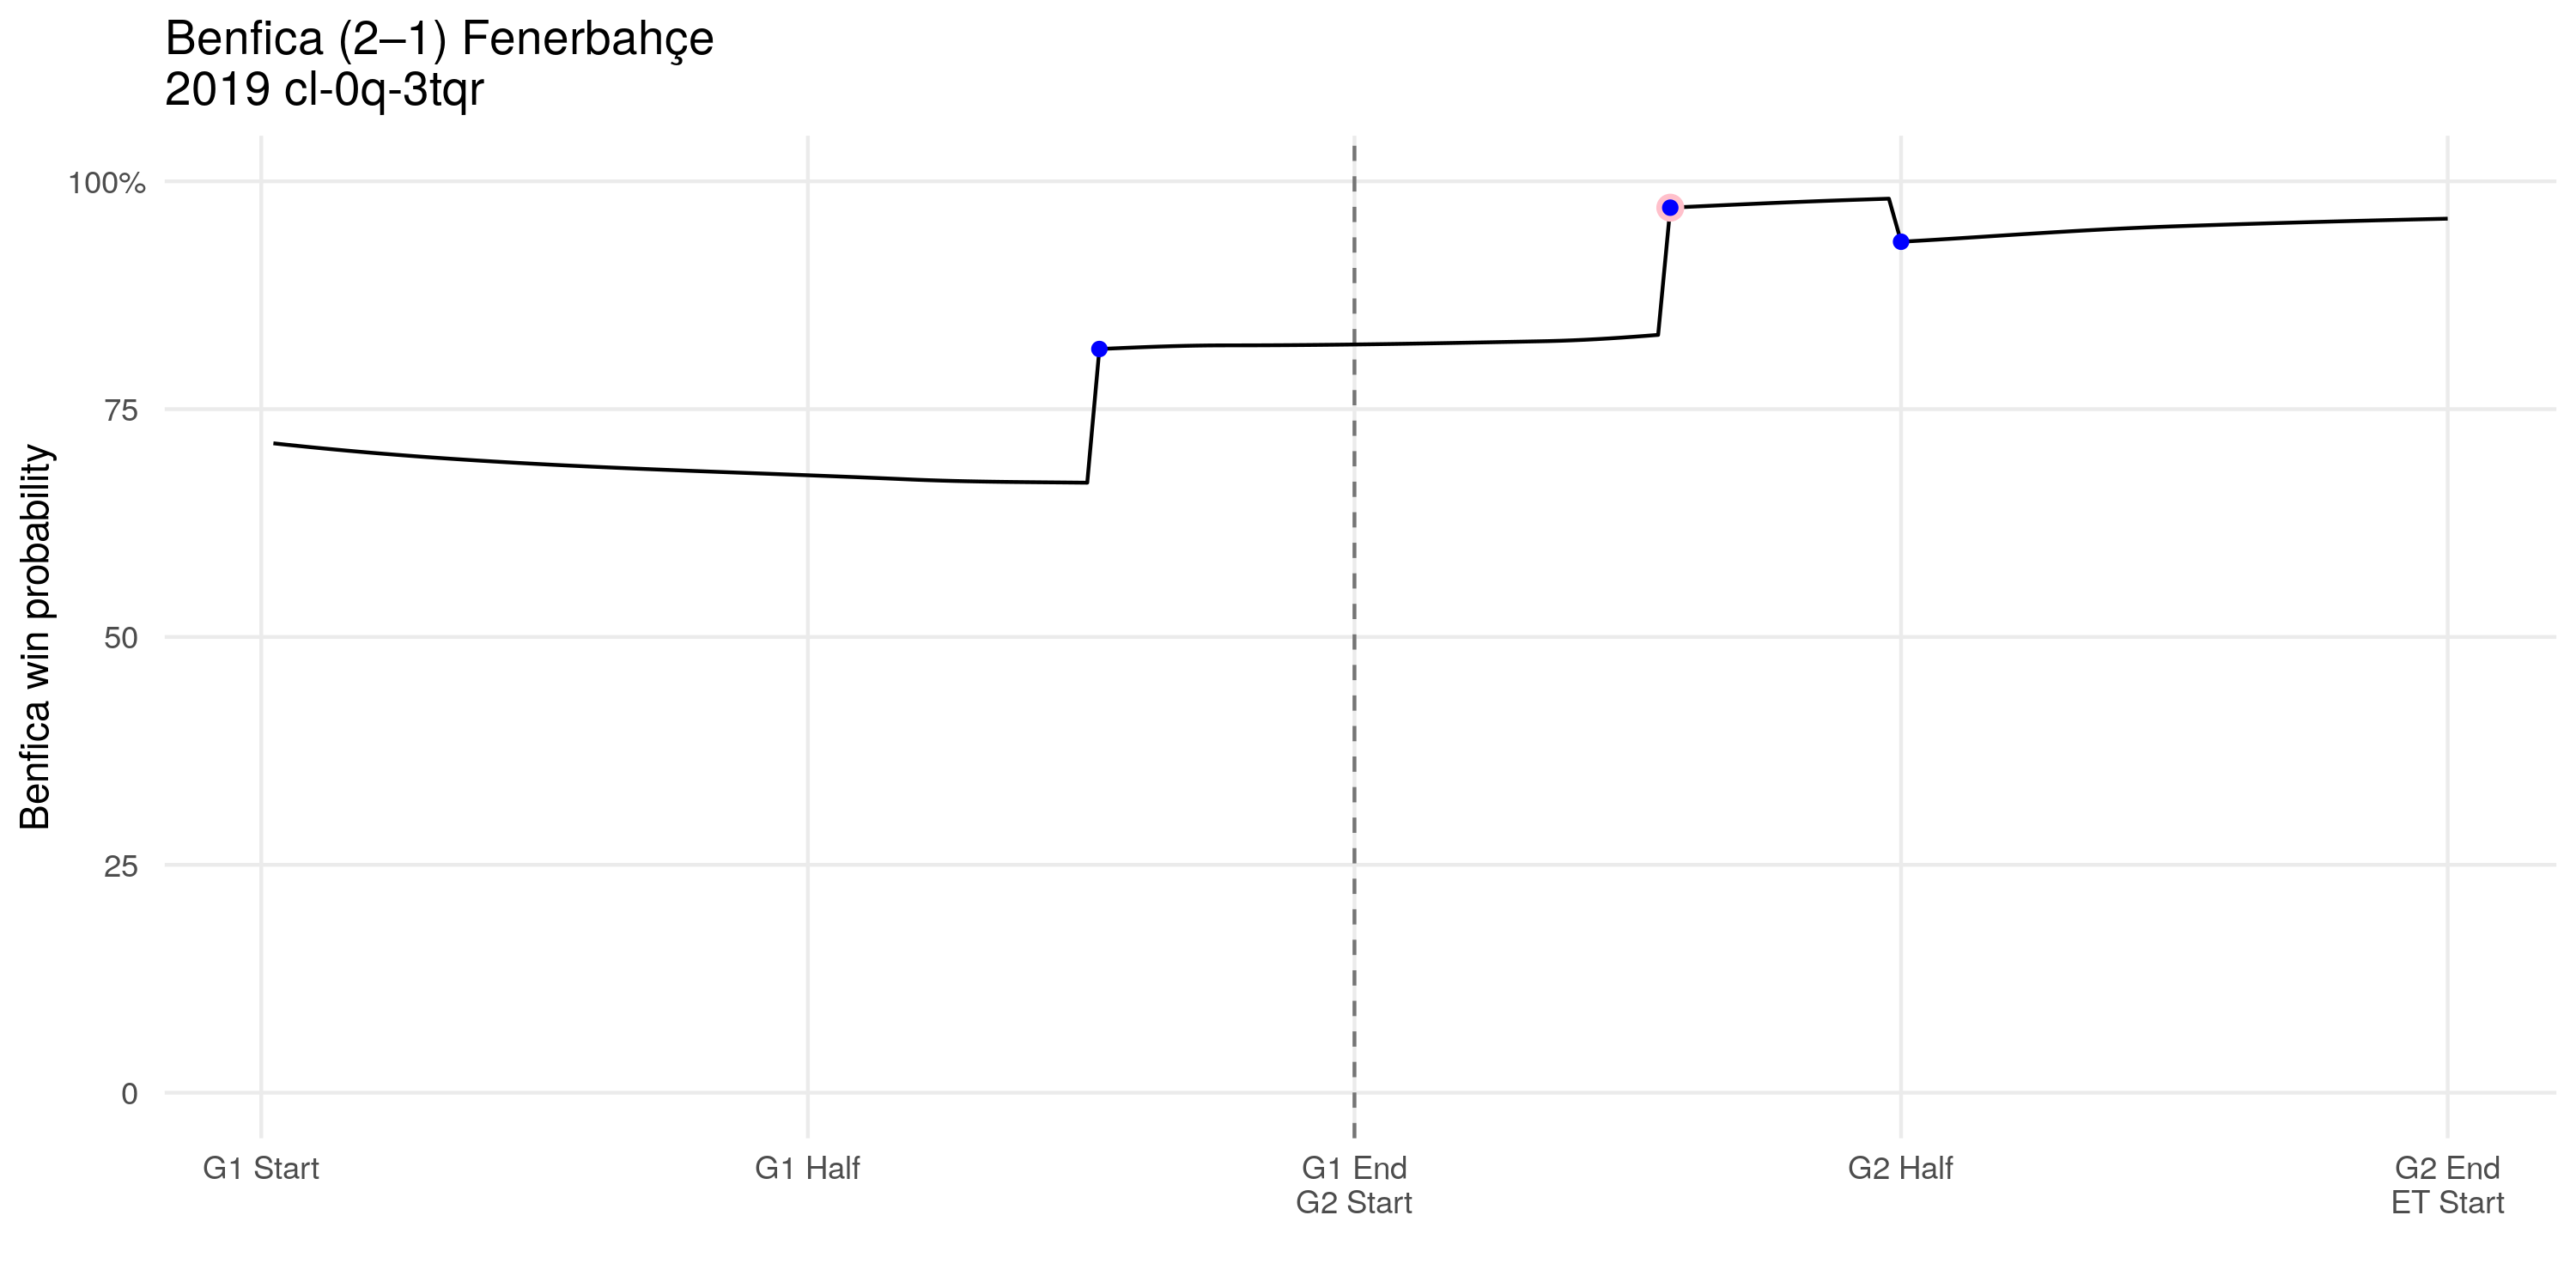 Benfica (2–1) Fenerbahçe
2019 cl-0q-3tqr
Benfica win probability
100%
75
50
25
0
G1 Start
G1 Half
G1 End
G2 Start
G2 Half
G2 End
ET Start